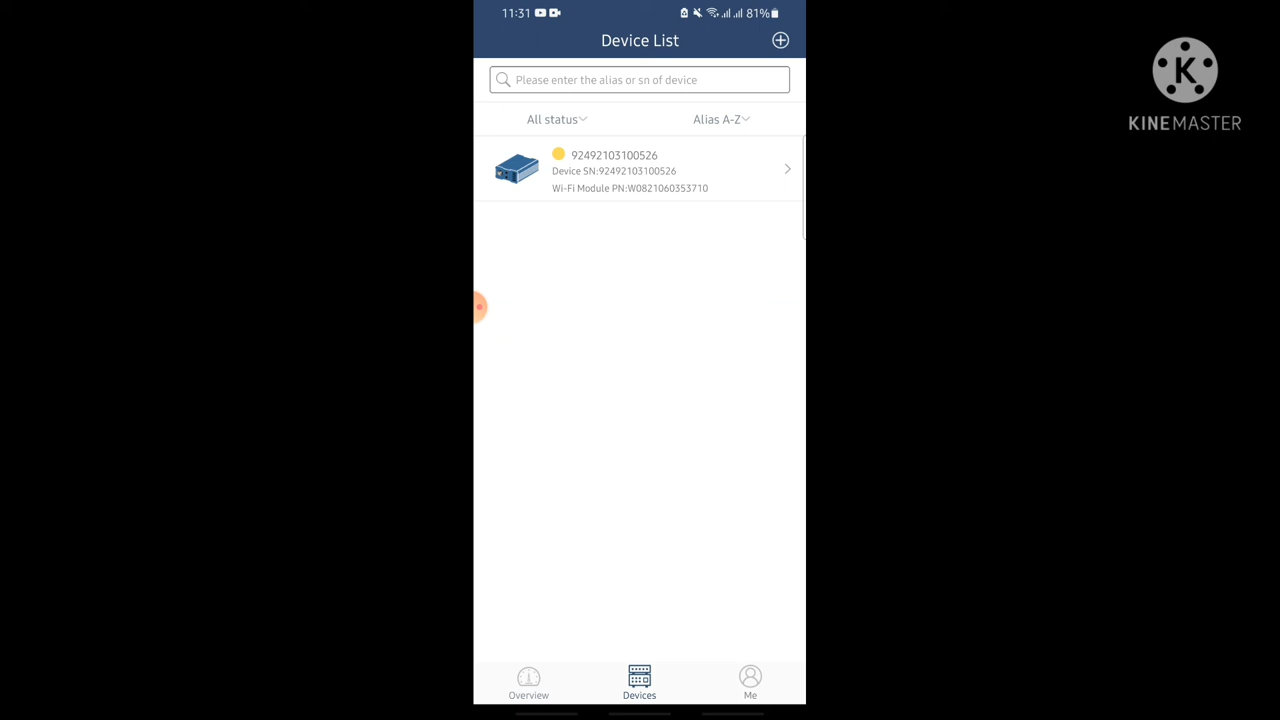 11:31
81%
Device List
Please enter the alias or sn of device
All status
Alias A-Z
92492103100526
Device SN:92492103100526
Wi-Fi Module PN:W0821060353710
K
KINEMASTER
Overview
Devices
Me